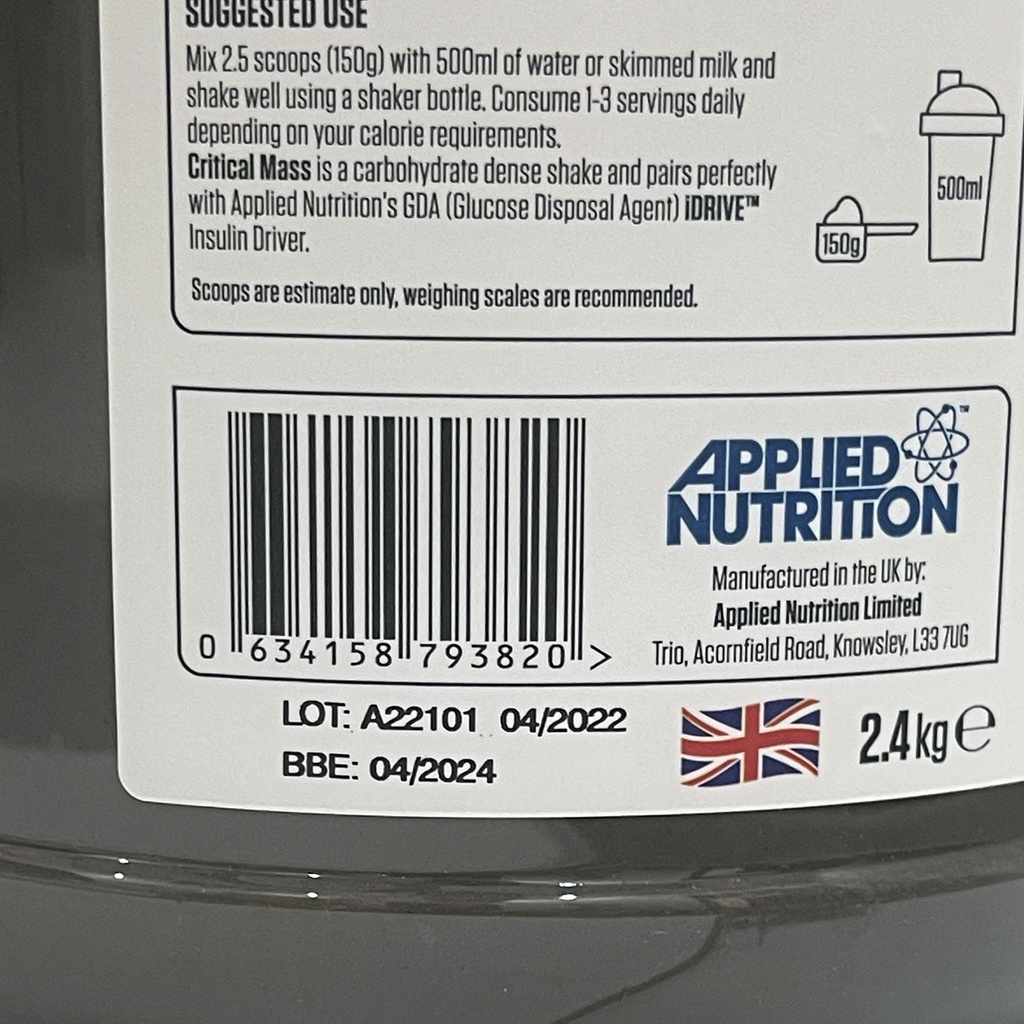 SUGGESTED USE
Mix 2.5 scoops (150g) with 500ml of water or skimmed milk and
shake well using a shaker bottle. Consume 1-3 servings daily
depending on your calorie requirements.
Critical Mass is a carbohydrate dense shake and pairs perfectly
with Applied Nutrition's GDA (Glucose Disposal Agent) iDRIVE™
Insulin Driver.
Scoops are estimate only, weighing scales are recommended.
500ml
150g
0 634158 793820 >
APPLIED ™
NUTRITION
Manufactured in the UK by:
Applied Nutrition Limited
Trio, Acornfield Road, Knowsley, L33 7UG
LOT: A22101 04/2022
BBE: 04/2024
2.4kg ℮